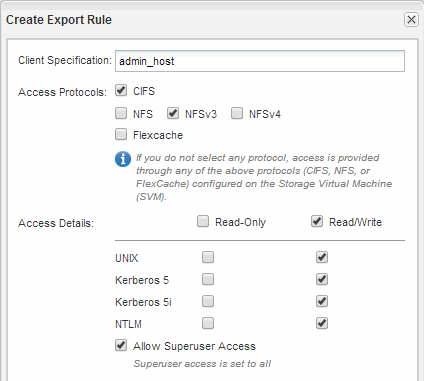 Create Export Rule
Client Specification: admin_host
Access Protocols: CIFS
NFS NFSv3 NFSv4
Flexcache
If you do not select any protocol, access is provided
through any of the above protocols (CIFS, NFS, or
FlexCache) configured on the Storage Virtual Machine
(SVM).
Access Details: Read-Only Read/Write
UNIX
Kerberos 5
Kerberos 5i
NTLM
Allow Superuser Access
Superuser access is set to all